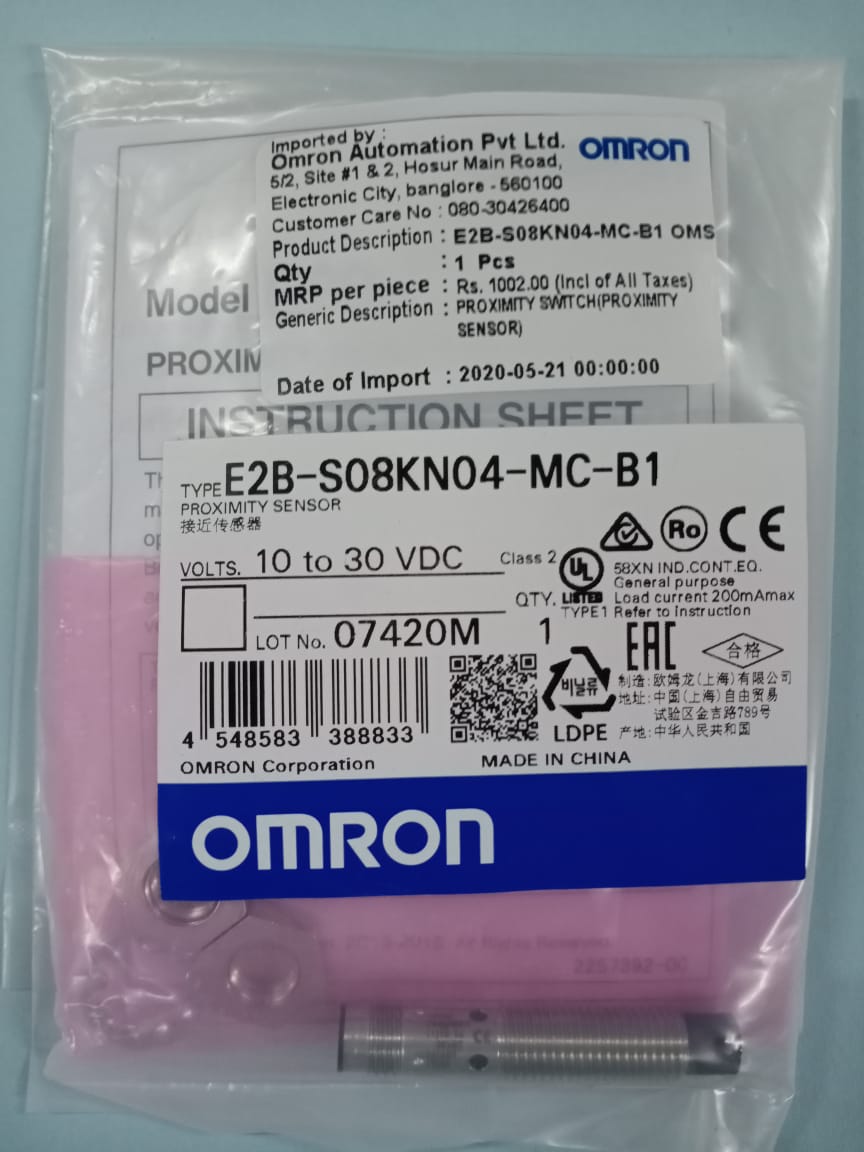 Imported by :
Omron Automation Pvt Ltd.
OMRON
5/2, Site #1 & 2, Hosur Main Road,
Electronic City, banglore - 560100
Customer Care No : 080-30426400
Product Description : E2B-S08KN04-MC-B1 OMS
Qty : 1 Pcs
MRP per piece : Rs. 1002.00 (Incl of All Taxes)
Generic Description : PROXIMITY SWITCH(PROXIMITY
SENSOR)
Date of Import : 2020-05-21 00:00:00
Model
PROXIM
INSTRUCTION SHEET
TYPE E2B-S08KN04-MC-B1
PROXIMITY SENSOR
接近传感器
VOLTS. 10 to 30 VDC
Class 2
UL
LISTED
58XN IND.CONT.EQ.
General purpose
Load current 200mAmax
TYPE1 Refer to instruction
Ro
CE
QTY.
1
LOT No. 07420M
EAC
合格
비닐류
LDPE
制造:欧姆龙(上海)有限公司
地址:中国(上海)自由贸易
试验区金吉路789号
产地:中华人民共和国
4 548583 388833
OMRON Corporation
MADE IN CHINA
OMRON
2257392-0